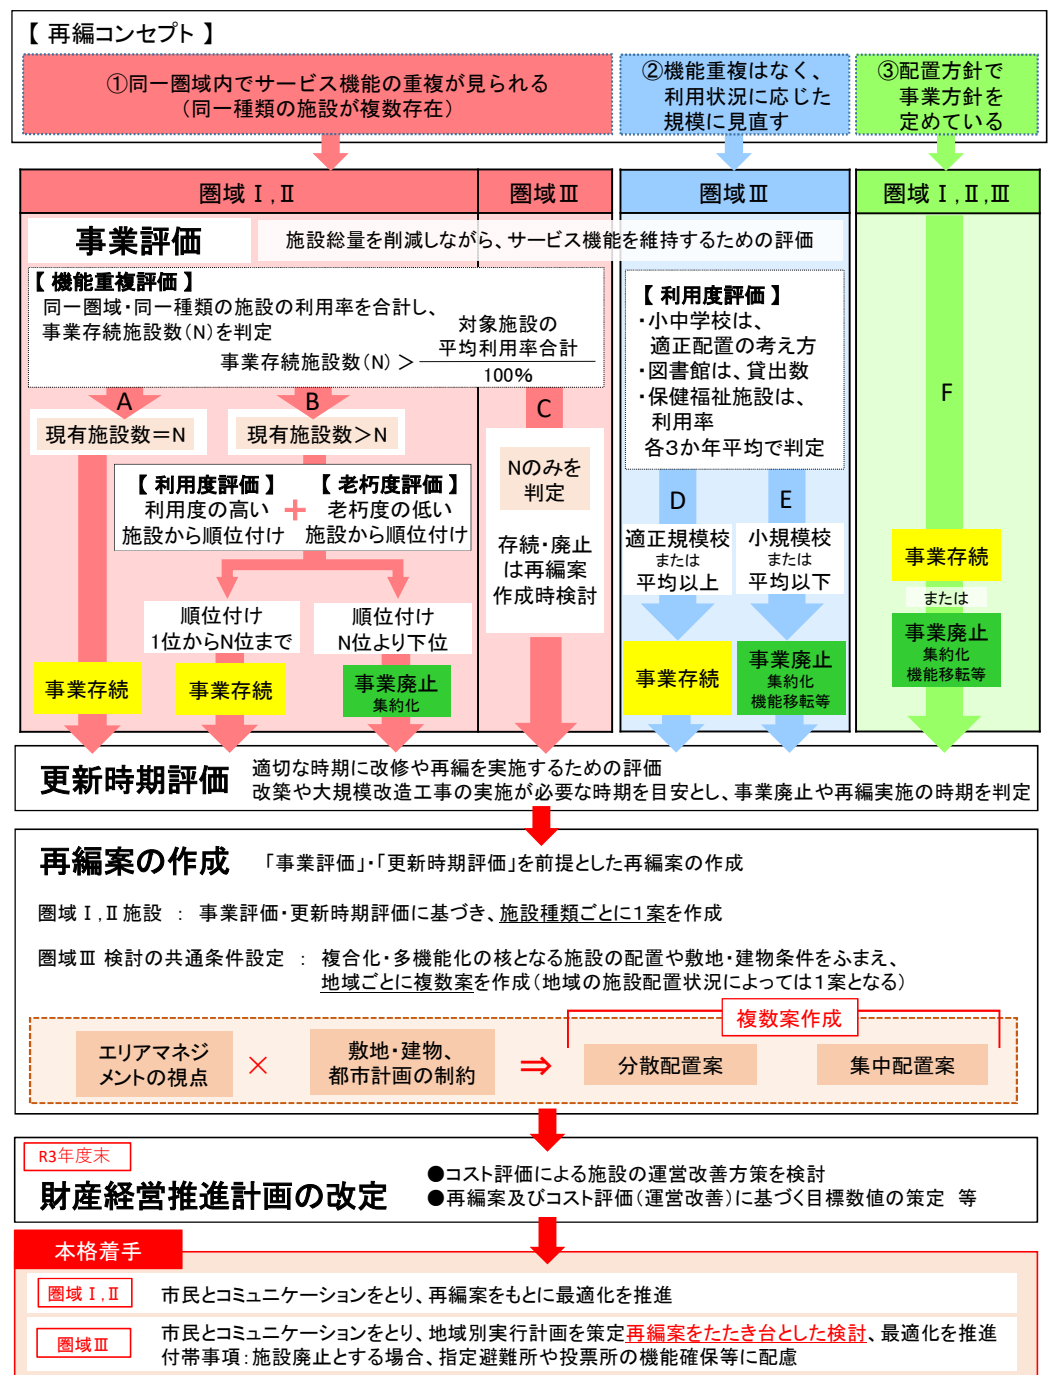 【 再編コンセプト 】
①同一圏域内でサービス機能の重複が見られる
（同一種類の施設が複数存在）
②機能重複はなく、
利用状況に応じた
規模に見直す
③配置方針で
事業方針を
定めている
圏域Ⅰ,Ⅱ
圏域Ⅲ
圏域Ⅲ
圏域Ⅰ,Ⅱ,Ⅲ
事業評価
施設総量を削減しながら、サービス機能を維持するための評価
【 機能重複評価 】
同一圏域・同一種類の施設の利用率を合計し、
事業存続施設数(N)を判定
事業存続施設数(N) ＞
対象施設の
平均利用率合計
100%
【 利用度評価 】
・小中学校は、
適正配置の考え方
・図書館は、貸出数
・保健福祉施設は、
利用率
各3か年平均で判定
A
現有施設数＝N
B
現有施設数＞N
C
Nのみを
判定
存続・廃止
は再編案
作成時検討
【 利用度評価 】
利用度の高い
施設から順位付け
＋
【 老朽度評価 】
老朽度の低い
施設から順位付け
順位付け
1位からN位まで
順位付け
N位より下位
事業存続
事業存続
事業廃止
集約化
D
適正規模校
または
平均以上
事業存続
E
小規模校
または
平均以下
事業廃止
集約化
機能移転等
F
事業存続
または
事業廃止
集約化
機能移転等
更新時期評価
適切な時期に改修や再編を実施するための評価
改築や大規模改造工事の実施が必要な時期を目安とし、事業廃止や再編実施の時期を判定
再編案の作成
「事業評価」・「更新時期評価」を前提とした再編案の作成
圏域Ⅰ,Ⅱ施設 ： 事業評価・更新時期評価に基づき、施設種類ごとに1案を作成
圏域Ⅲ 検討の共通条件設定 ： 複合化・多機能化の核となる施設の配置や敷地・建物条件をふまえ、
地域ごとに複数案を作成（地域の施設配置状況によっては1案となる）
複数案作成
エリアマネジ
メントの視点
×
敷地・建物、
都市計画の制約
⇒
分散配置案
集中配置案
R3年度末
財産経営推進計画の改定
●コスト評価による施設の運営改善方策を検討
●再編案及びコスト評価（運営改善）に基づく目標数値の策定 等
本格着手
圏域Ⅰ,Ⅱ
市民とコミュニケーションをとり、再編案をもとに最適化を推進
圏域Ⅲ
市民とコミュニケーションをとり、地域別実行計画を策定再編案をたたき台とした検討、最適化を推進
付帯事項：施設廃止とする場合、指定避難所や投票所の機能確保等に配慮